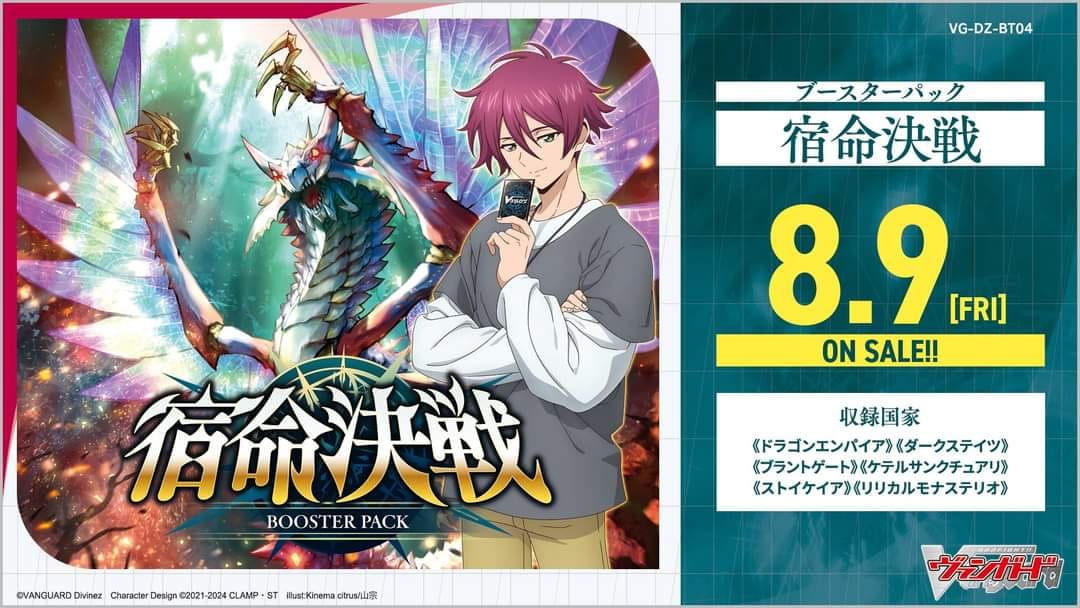 VG-DZ-BT04
ブースターパック
宿命決戦
8.9 [FRI]
ON SALE!!
収録国家
《ドラゴンエンパイア》《ダークステイツ》
《ブラントゲート》《ケテルサンクチュアリ》
《ストイケイア》《リリカルモナステリオ》
宿命決戦
BOOSTER PACK
CARDFIGHT!!
ヴァンガード
©VANGUARD Divinez Character Design ©2021-2024 CLAMP・ST illust:Kinema citrus/山宗